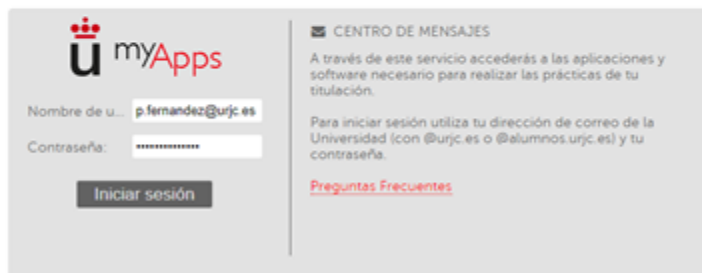 u myApps
Nombre de u...
p.fernandez@urjc.es
Contraseña:
Iniciar sesión
CENTRO DE MENSAJES
A través de este servicio accederás a las aplicaciones y
software necesario para realizar las prácticas de tu
titulación.
Para iniciar sesión utiliza tu dirección de correo de la
Universidad (con @urjc.es o @alumnos.urjc.es) y tu
contraseña.
Preguntas Frecuentes